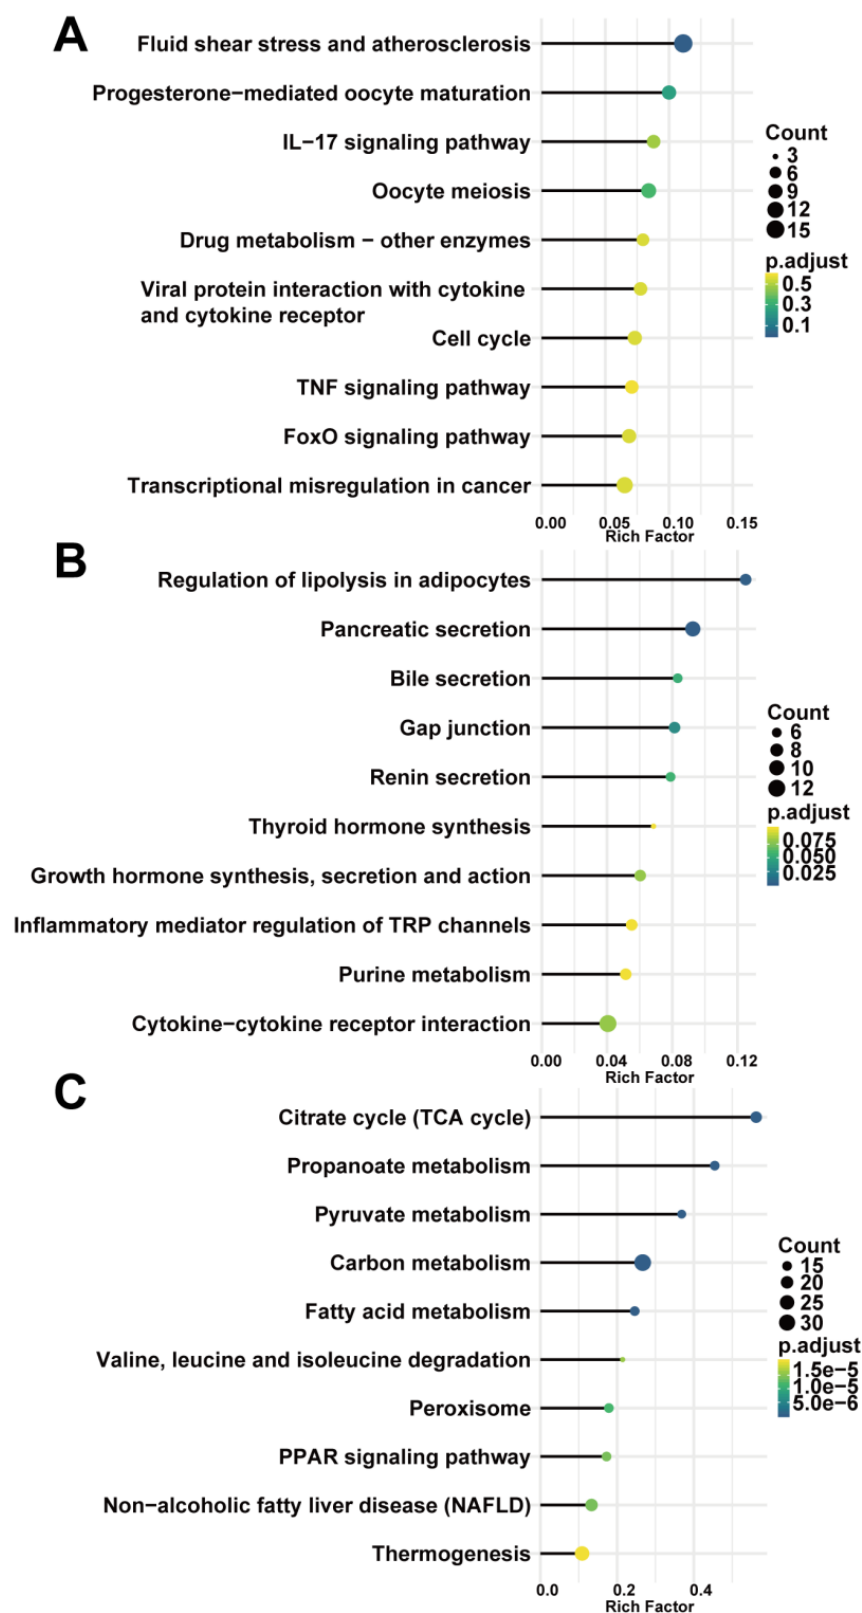 A
Fluid shear stress and atherosclerosis
Progesterone−mediated oocyte maturation
IL−17 signaling pathway
Oocyte meiosis
Drug metabolism − other enzymes
Viral protein interaction with cytokine
and cytokine receptor
Cell cycle
TNF signaling pathway
FoxO signaling pathway
Transcriptional misregulation in cancer
0.00 0.05 0.10 0.15
Rich Factor
Count
3
6
9
12
15
p.adjust
0.5
0.3
0.1
B
Regulation of lipolysis in adipocytes
Pancreatic secretion
Bile secretion
Gap junction
Renin secretion
Thyroid hormone synthesis
Growth hormone synthesis, secretion and action
Inflammatory mediator regulation of TRP channels
Purine metabolism
Cytokine−cytokine receptor interaction
0.00 0.04 0.08 0.12
Rich Factor
Count
6
8
10
12
p.adjust
0.075
0.050
0.025
C
Citrate cycle (TCA cycle)
Propanoate metabolism
Pyruvate metabolism
Carbon metabolism
Fatty acid metabolism
Valine, leucine and isoleucine degradation
Peroxisome
PPAR signaling pathway
Non−alcoholic fatty liver disease (NAFLD)
Thermogenesis
0.0 0.2 0.4
Rich Factor
Count
15
20
25
30
p.adjust
1.5e−5
1.0e−5
5.0e−6